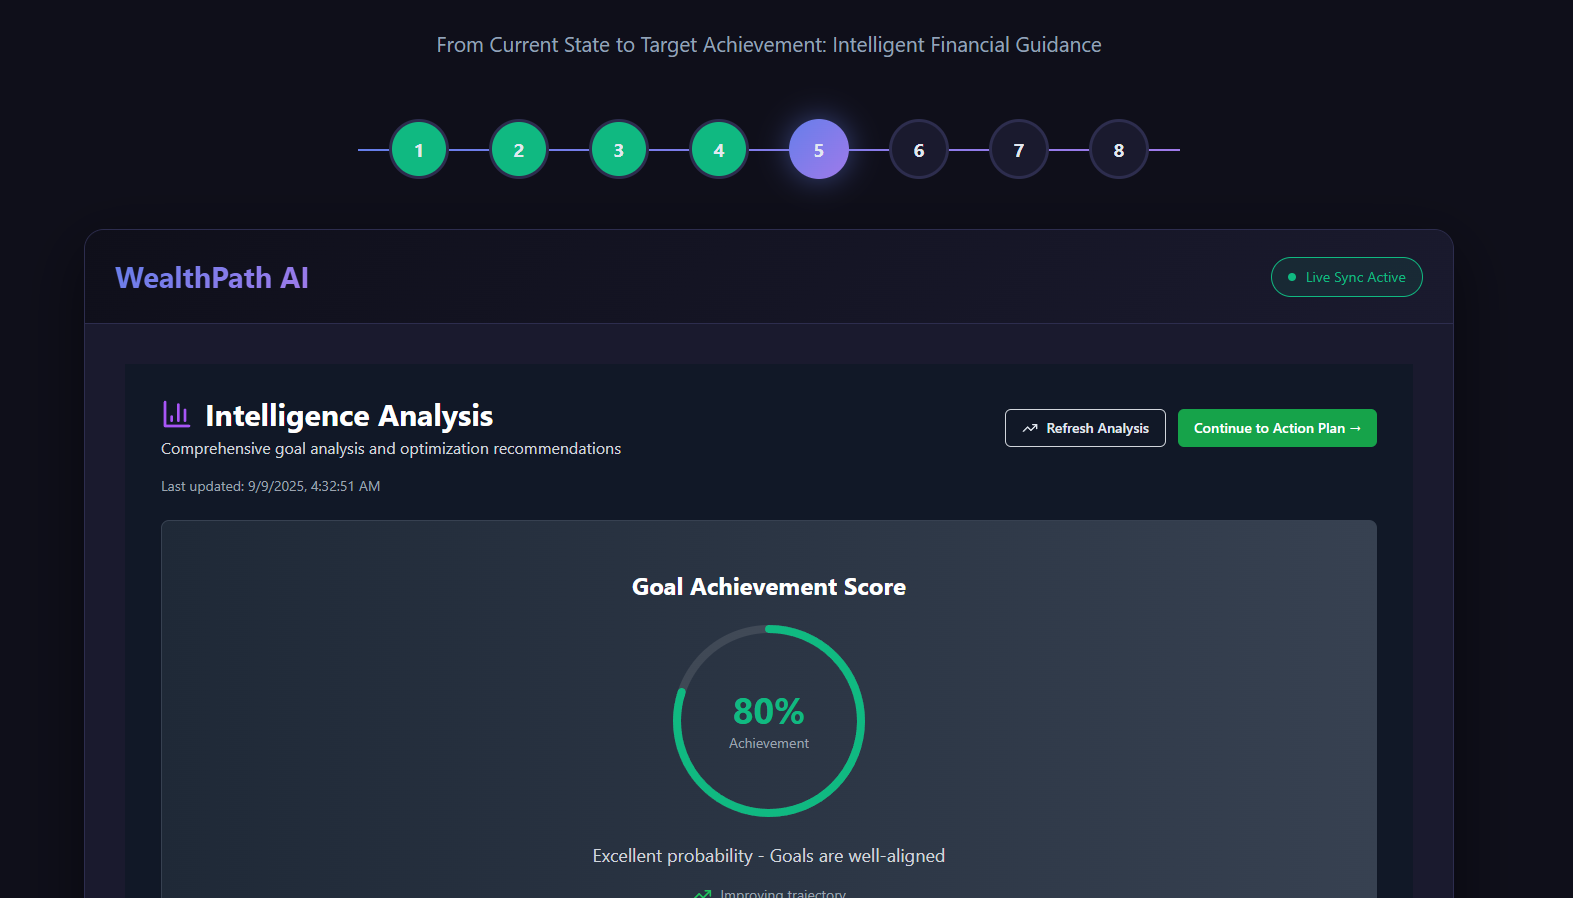 From Current State to Target Achievement: Intelligent Financial Guidance
1 2 3 4 5 6 7 8
WealthPath AI
Live Sync Active
Intelligence Analysis
Comprehensive goal analysis and optimization recommendations
Refresh Analysis
Continue to Action Plan →
Last updated: 9/9/2025, 4:32:51 AM
Goal Achievement Score
80%
Achievement
Excellent probability - Goals are well-aligned
Improving trajectory